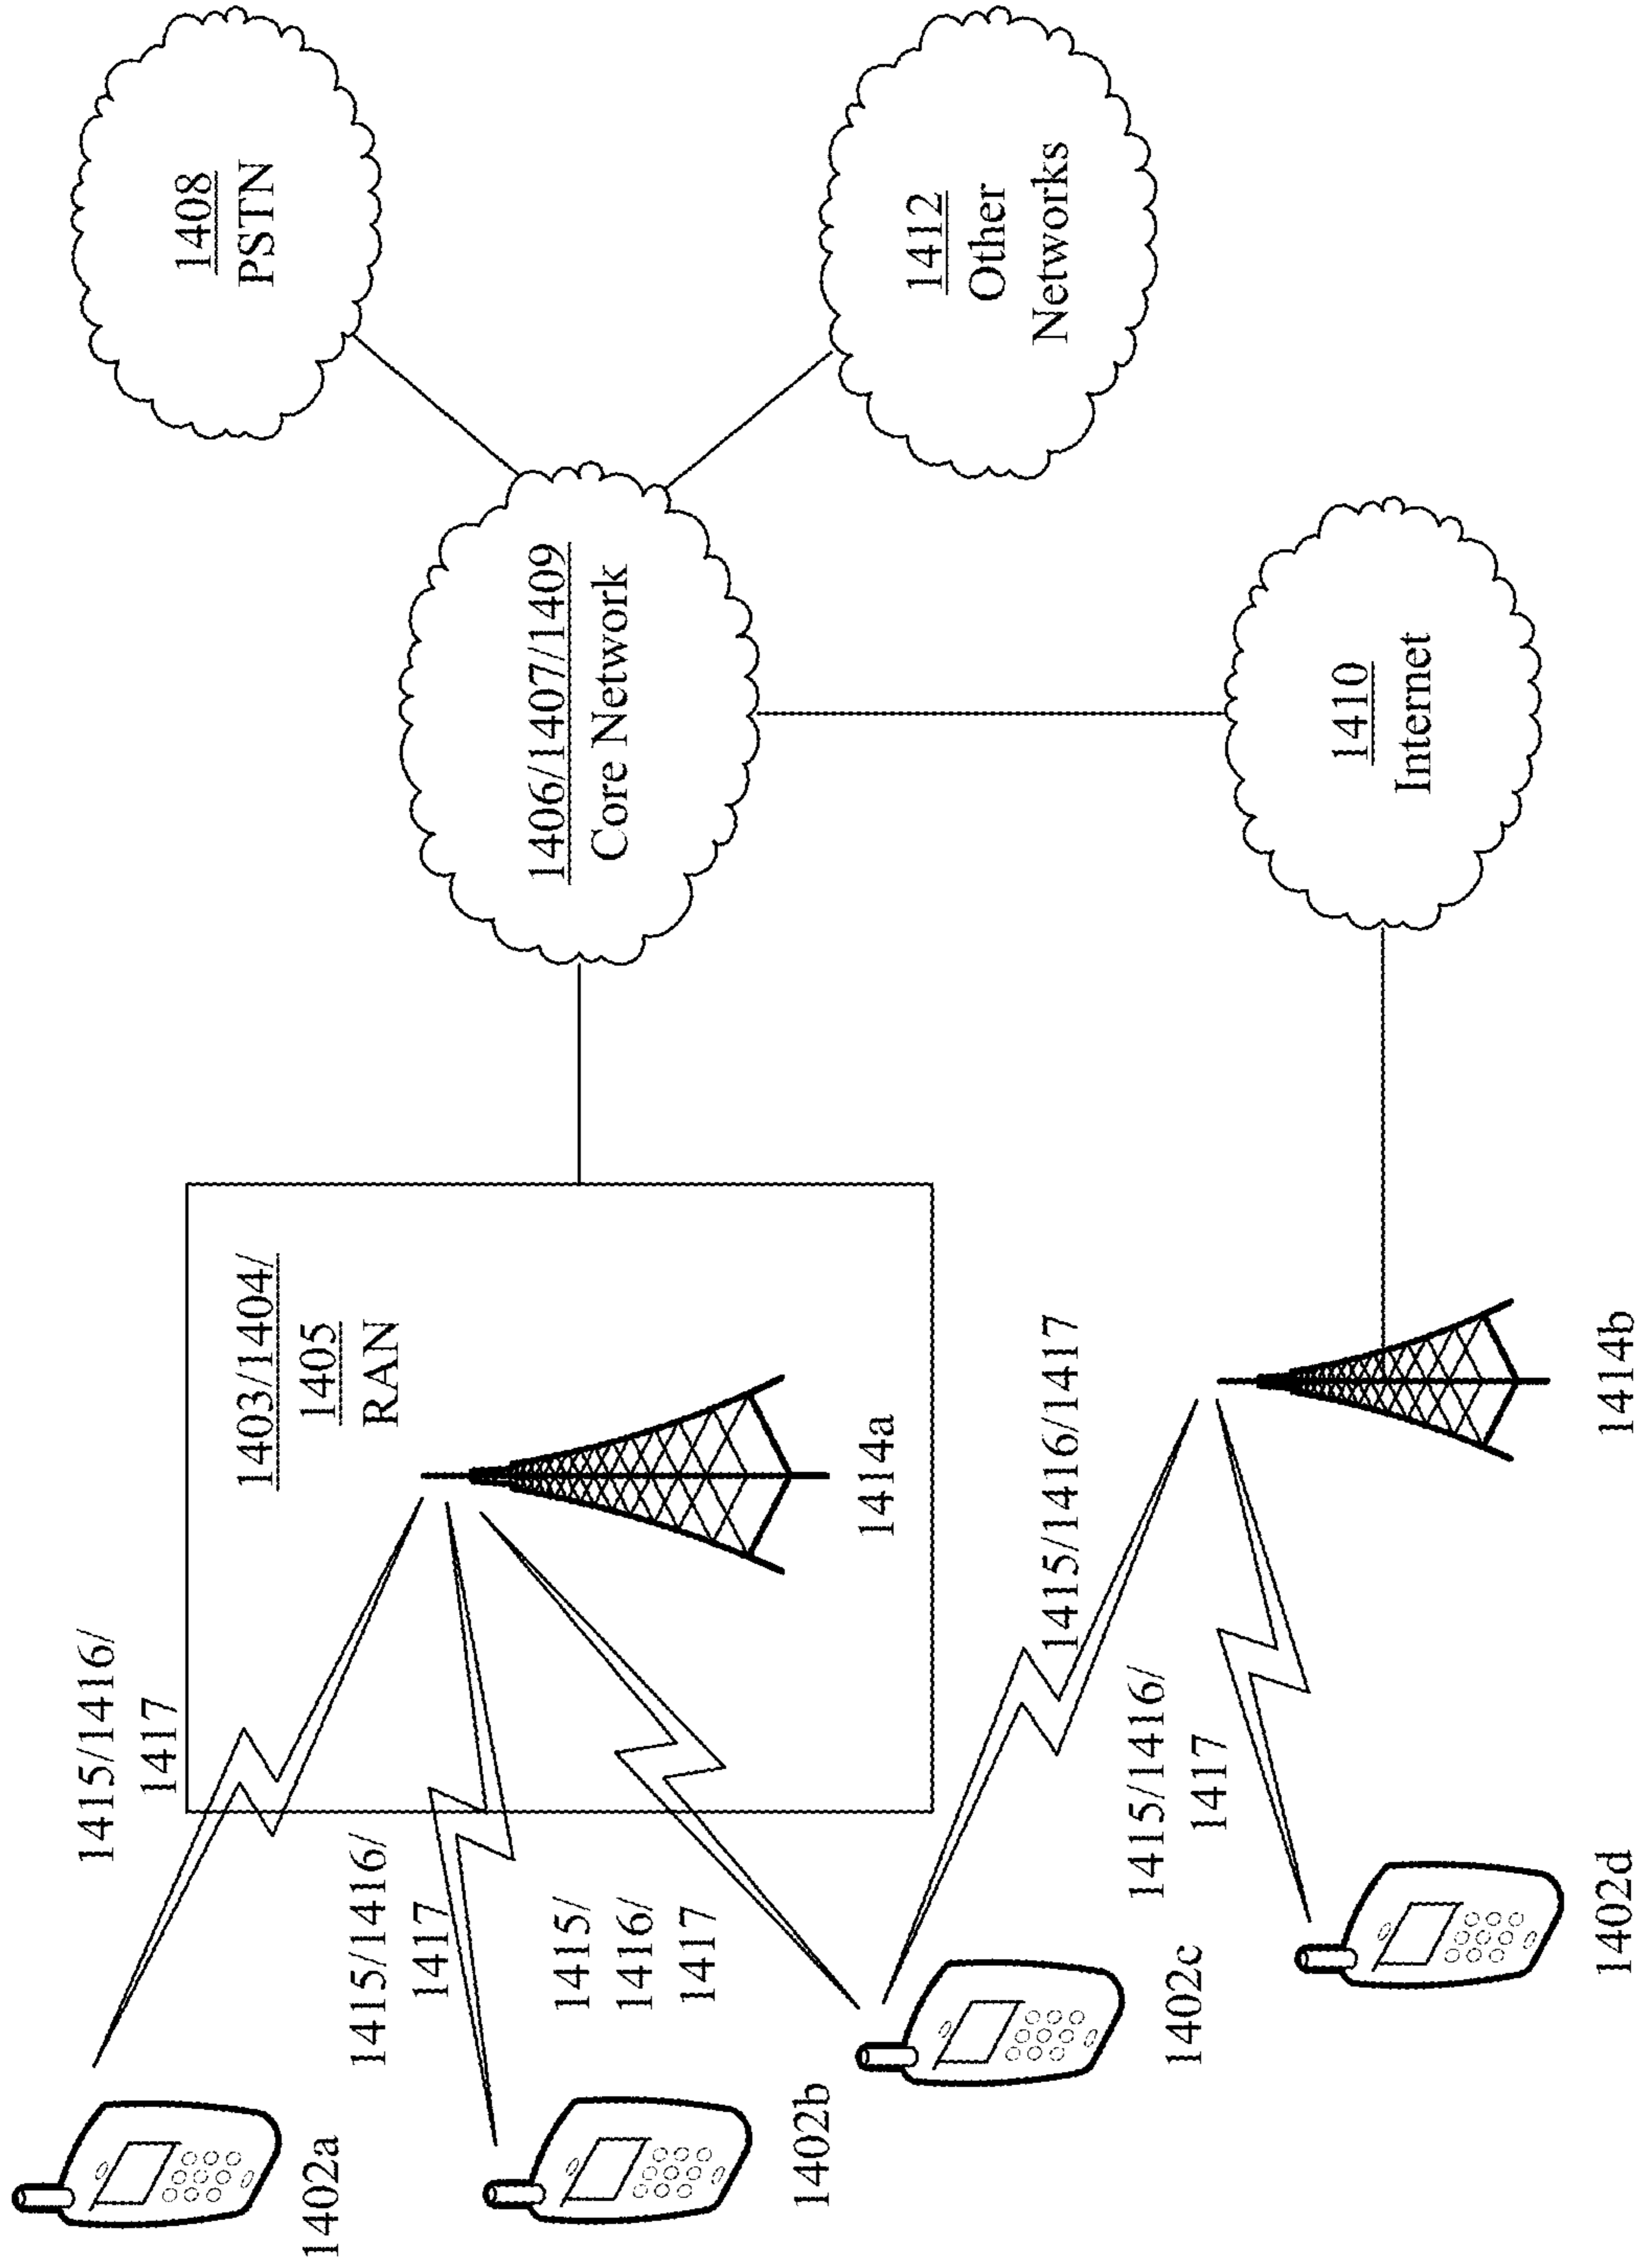 1402a
1415/1416/
1417
1403/1404/
1405
RAN
1408
PSTN
1402b
1415/1416/
1417
1415/
1416/
1417
1414a
1406/1407/1409
Core Network
1412
Other
Networks
1402c
1415/1416/1417
1402d
1415/1416/
1417
1414b
1410
Internet